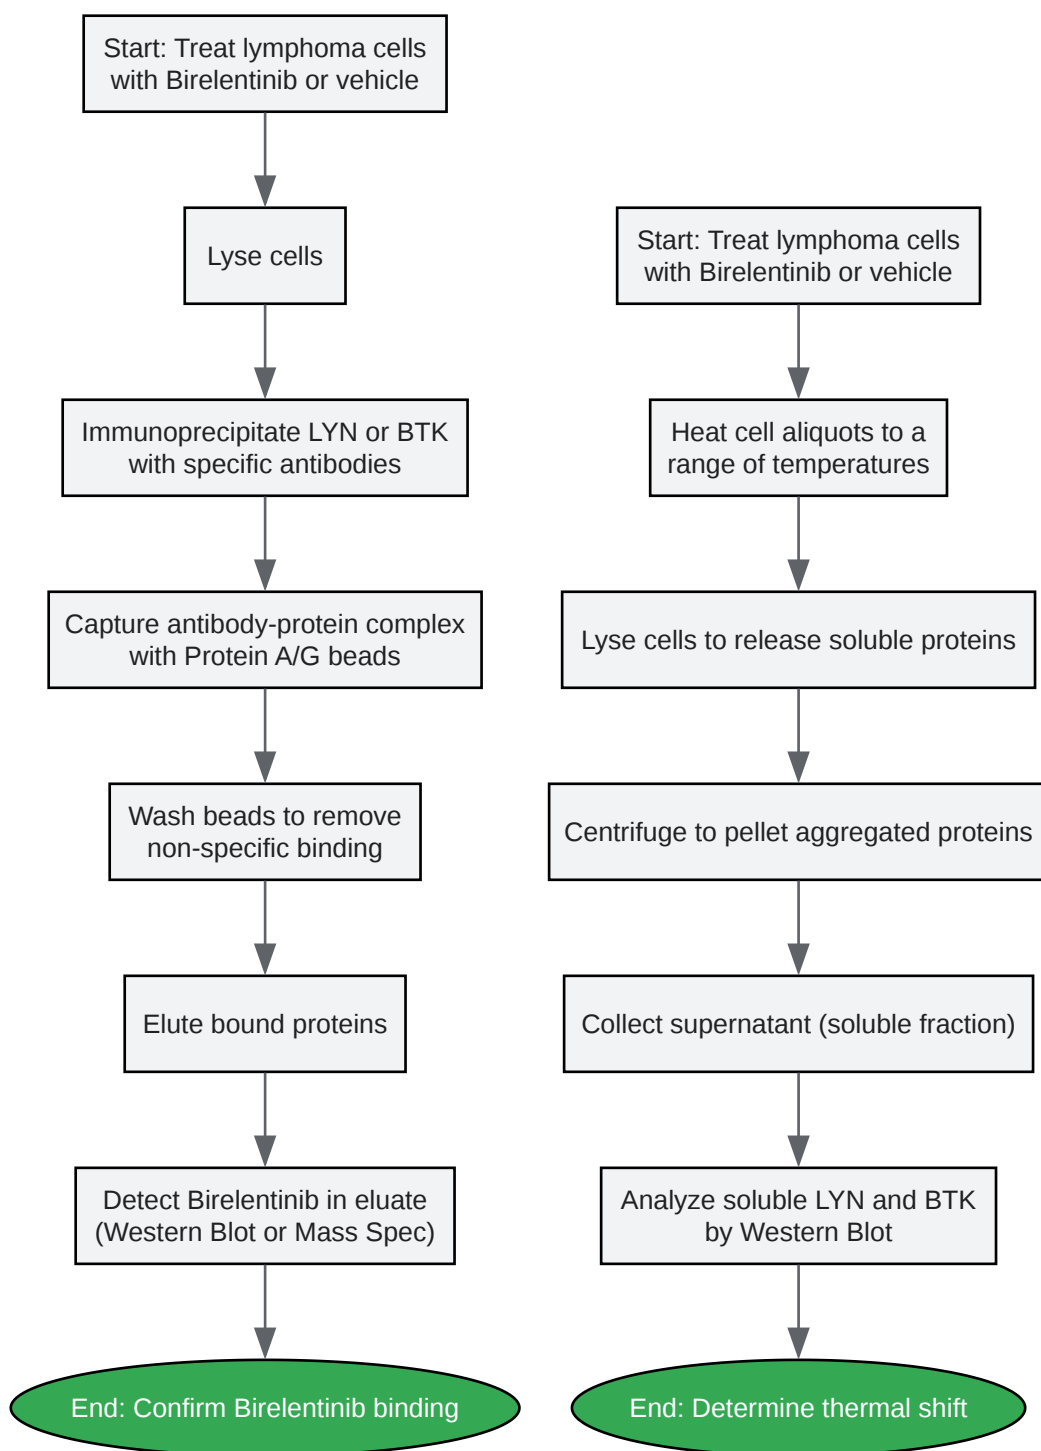 Start: Treat lymphoma cells
with Birelentinib or vehicle
Lyse cells
Immunoprecipitate LYN or BTK
with specific antibodies
Capture antibody-protein complex
with Protein A/G beads
Wash beads to remove
non-specific binding
Elute bound proteins
Detect Birelentinib in eluate
(Western Blot or Mass Spec)
End: Confirm Birelentinib binding
Start: Treat lymphoma cells
with Birelentinib or vehicle
Heat cell aliquots to a
range of temperatures
Lyse cells to release soluble proteins
Centrifuge to pellet aggregated proteins
Collect supernatant (soluble fraction)
Analyze soluble LYN and BTK
by Western Blot
End: Determine thermal shift